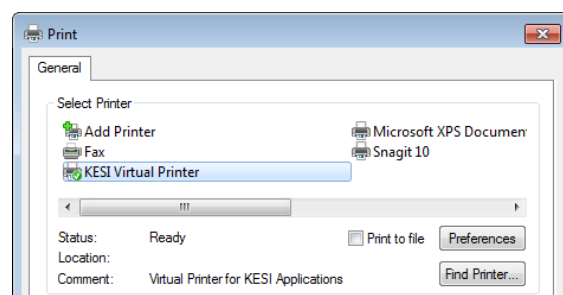 Print
General
Select Printer
Add Printer
Microsoft XPS Documen
Fax
Snagit 10
KESI Virtual Printer
Status: Ready
Print to file
Preferences
Location:
Comment: Virtual Printer for KESI Applications
Find Printer...